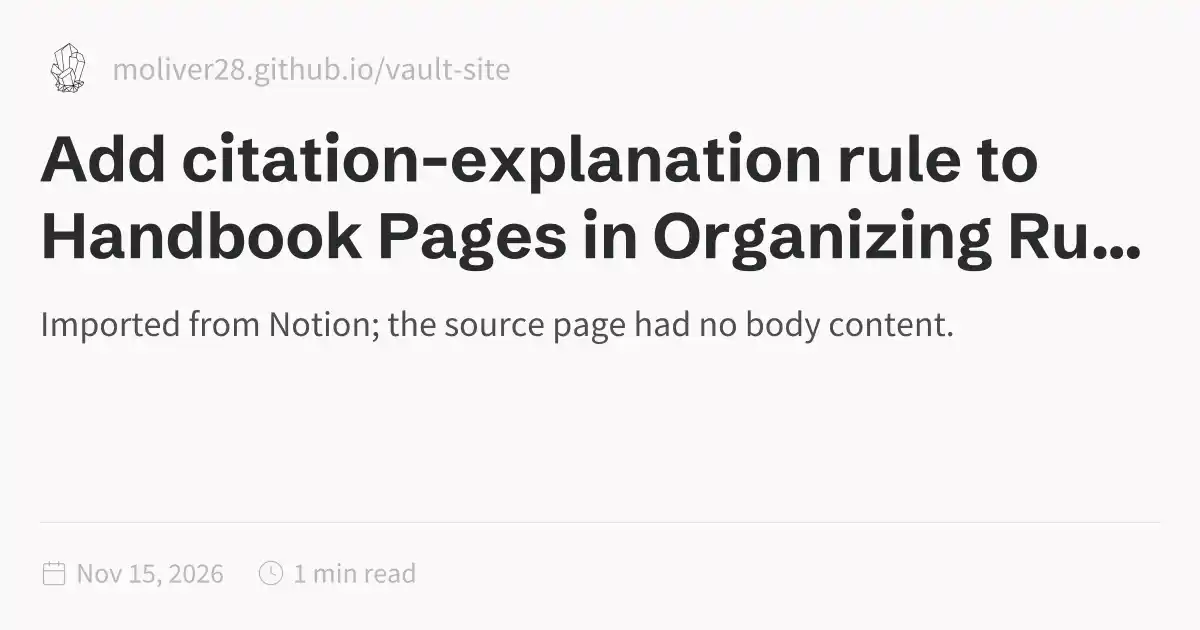 moliver28.github.io/vault-site
Add citation-explanation rule to
Handbook Pages in Organizing Ru...
Imported from Notion; the source page had no body content.
Nov 15, 2026 1 min read